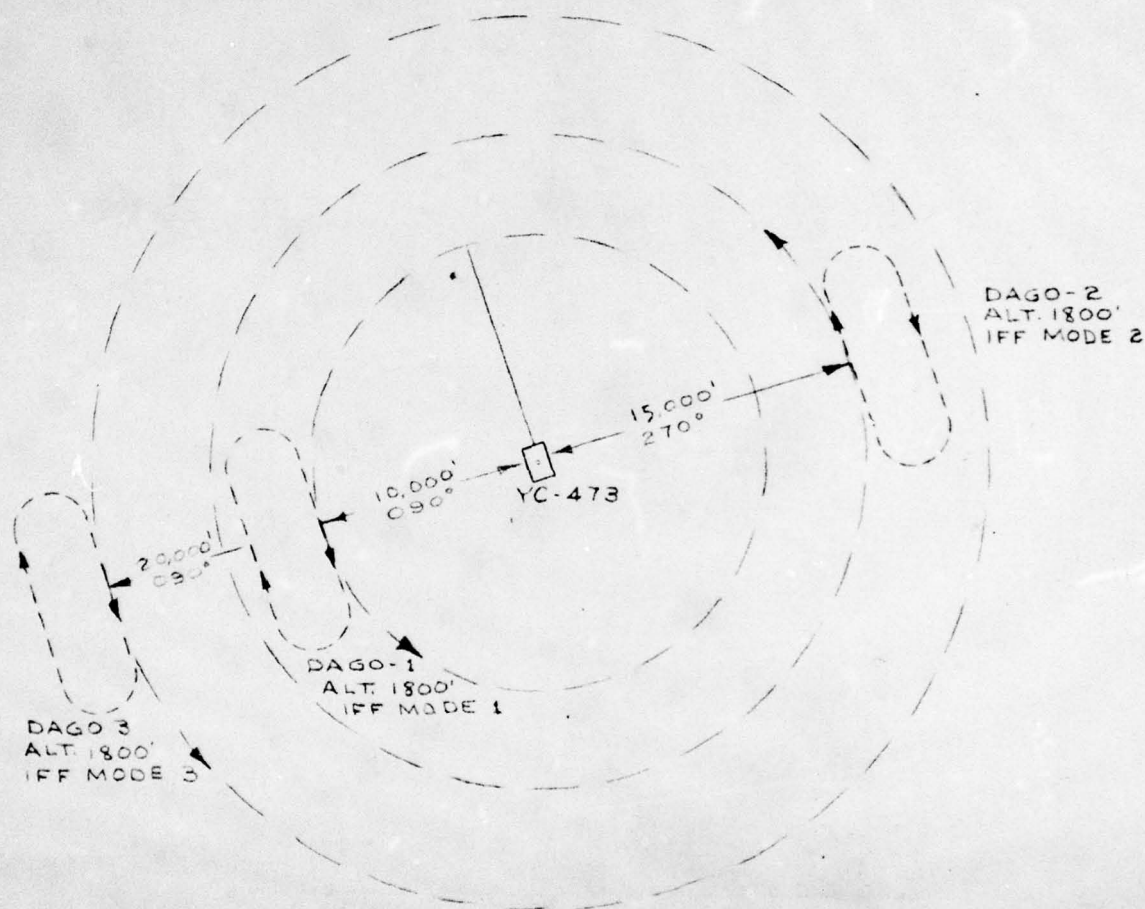 DAGO-2
ALT. 1800'
IFF MODE 2
15,000'
270°
10,000'
090°
YC-473
20,000'
090°
DAGO-1
ALT. 1800'
IFF MODE 1
DAGO 3
ALT. 1800'
IFF MODE 3